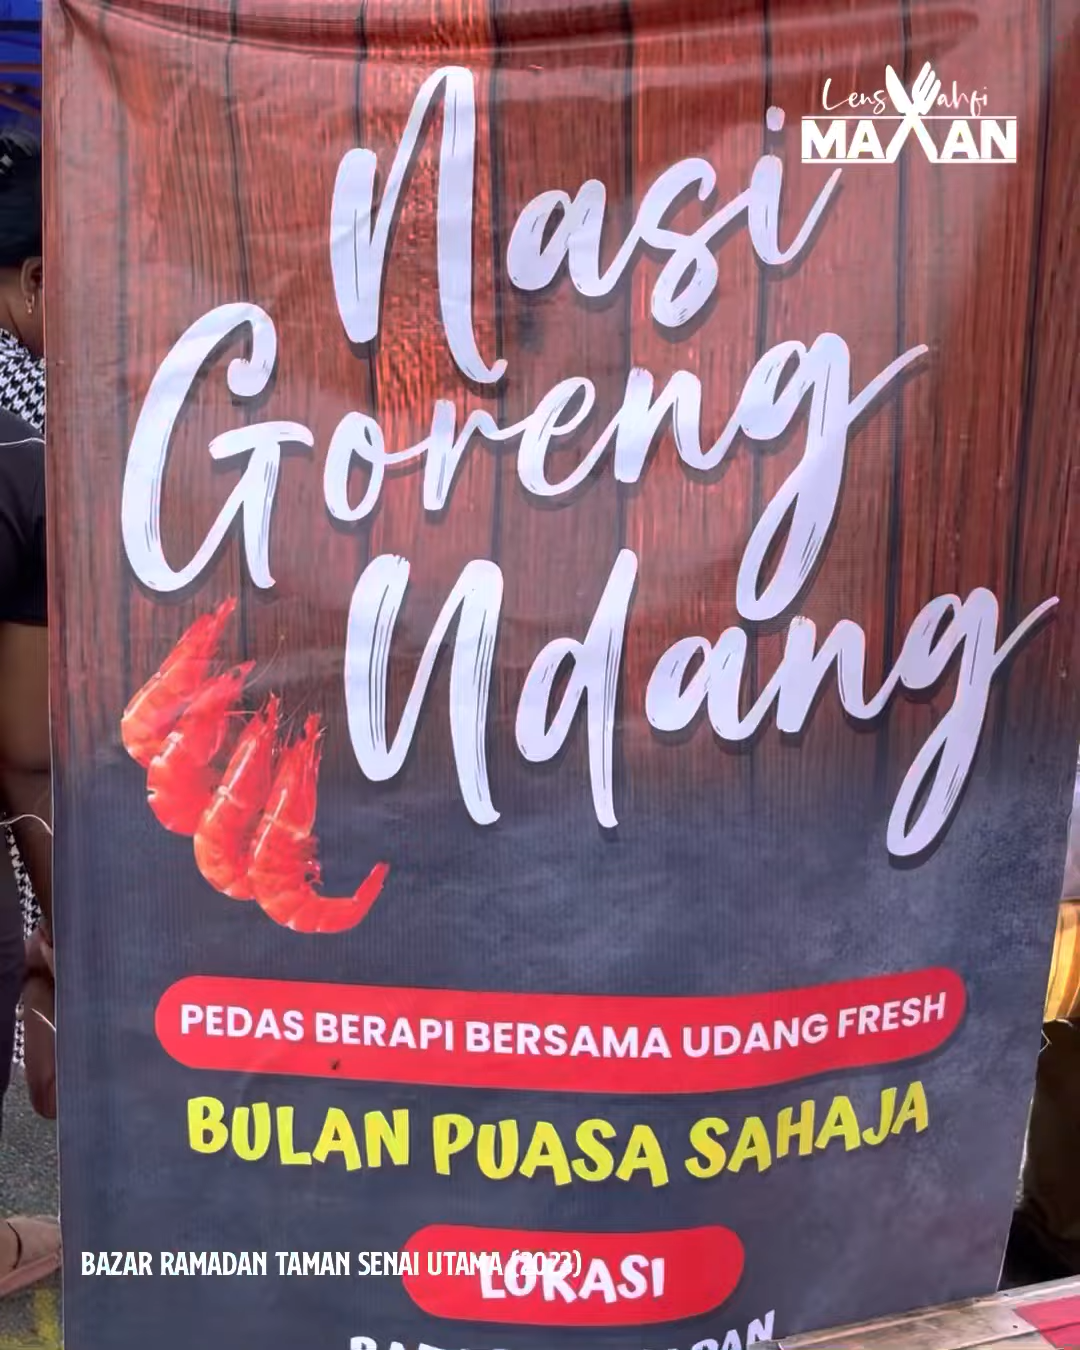 Lens Wahfi
MAKAN
Nasi
Goreng
Udang
PEDAS BERAPI BERSAMA UDANG FRESH
BULAN PUASA SAHAJA
BAZAR RAMADAN TAMAN SENAI UTAMA (2023)
LOKASI